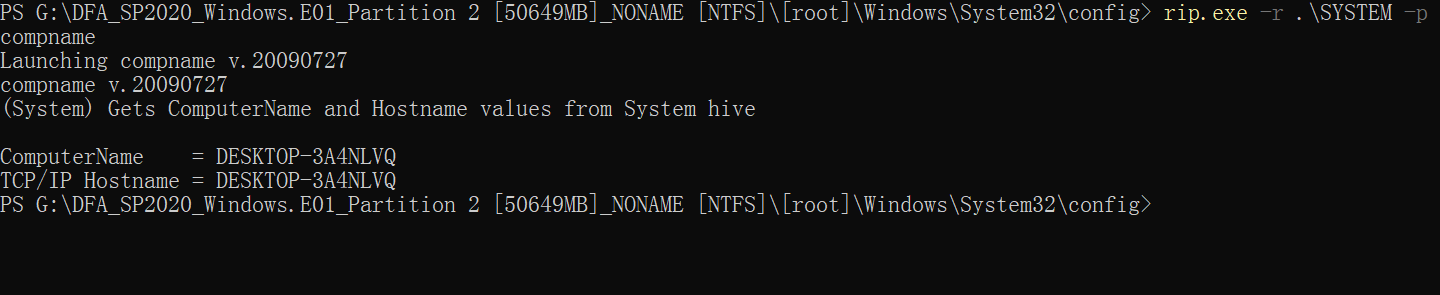 PS G:\DFA_SP2020_Windows.E01_Partition 2 [50649MB]_NONAME [NTFS]\[root]\Windows\System32\config> rip.exe -r .\SYSTEM -p
compname
Launching compname v.20090727
compname v.20090727
(System) Gets ComputerName and Hostname values from System hive
ComputerName    = DESKTOP-3A4NLVQ
TCP/IP Hostname = DESKTOP-3A4NLVQ
PS G:\DFA_SP2020_Windows.E01_Partition 2 [50649MB]_NONAME [NTFS]\[root]\Windows\System32\config>